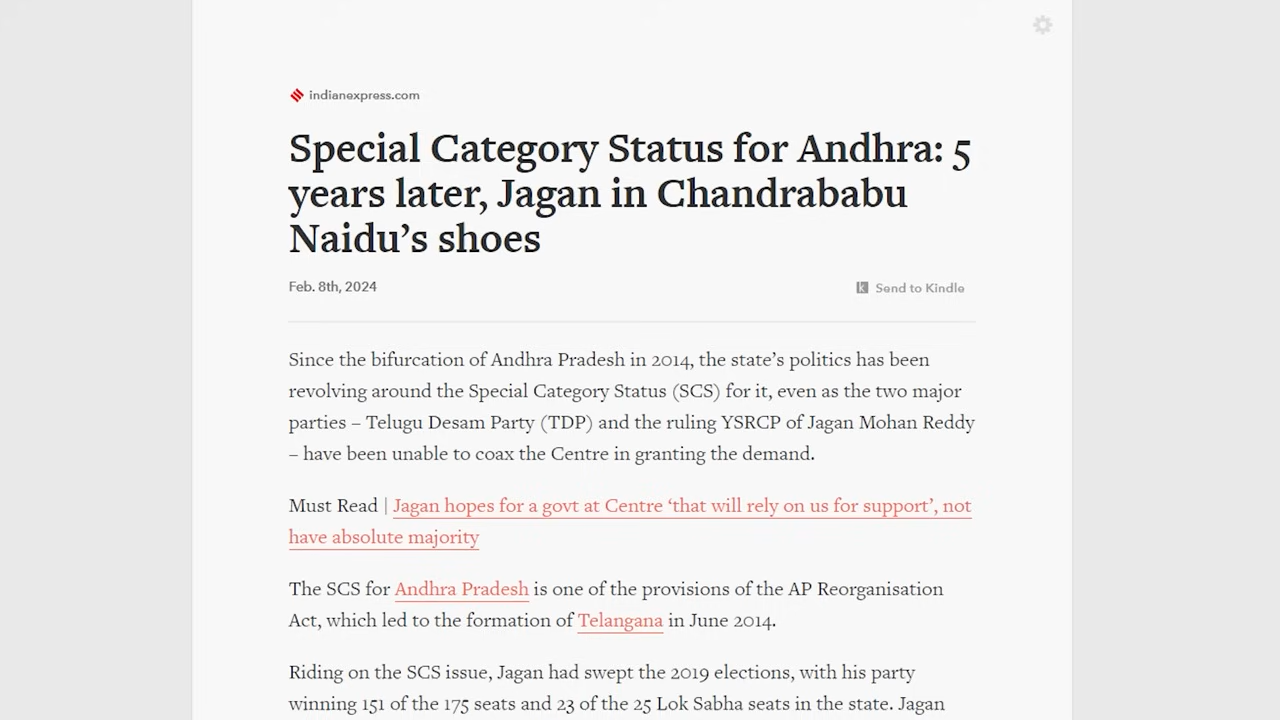 indianexpress.com
Special Category Status for Andhra: 5
years later, Jagan in Chandrababu
Naidu’s shoes
Feb. 8th, 2024
Send to Kindle
Since the bifurcation of Andhra Pradesh in 2014, the state’s politics has been
revolving around the Special Category Status (SCS) for it, even as the two major
parties – Telugu Desam Party (TDP) and the ruling YSRCP of Jagan Mohan Reddy
– have been unable to coax the Centre in granting the demand.
Must Read | Jagan hopes for a govt at Centre ‘that will rely on us for support’, not
have absolute majority
The SCS for Andhra Pradesh is one of the provisions of the AP Reorganisation
Act, which led to the formation of Telangana in June 2014.
Riding on the SCS issue, Jagan had swept the 2019 elections, with his party
winning 151 of the 175 seats and 23 of the 25 Lok Sabha seats in the state. Jagan